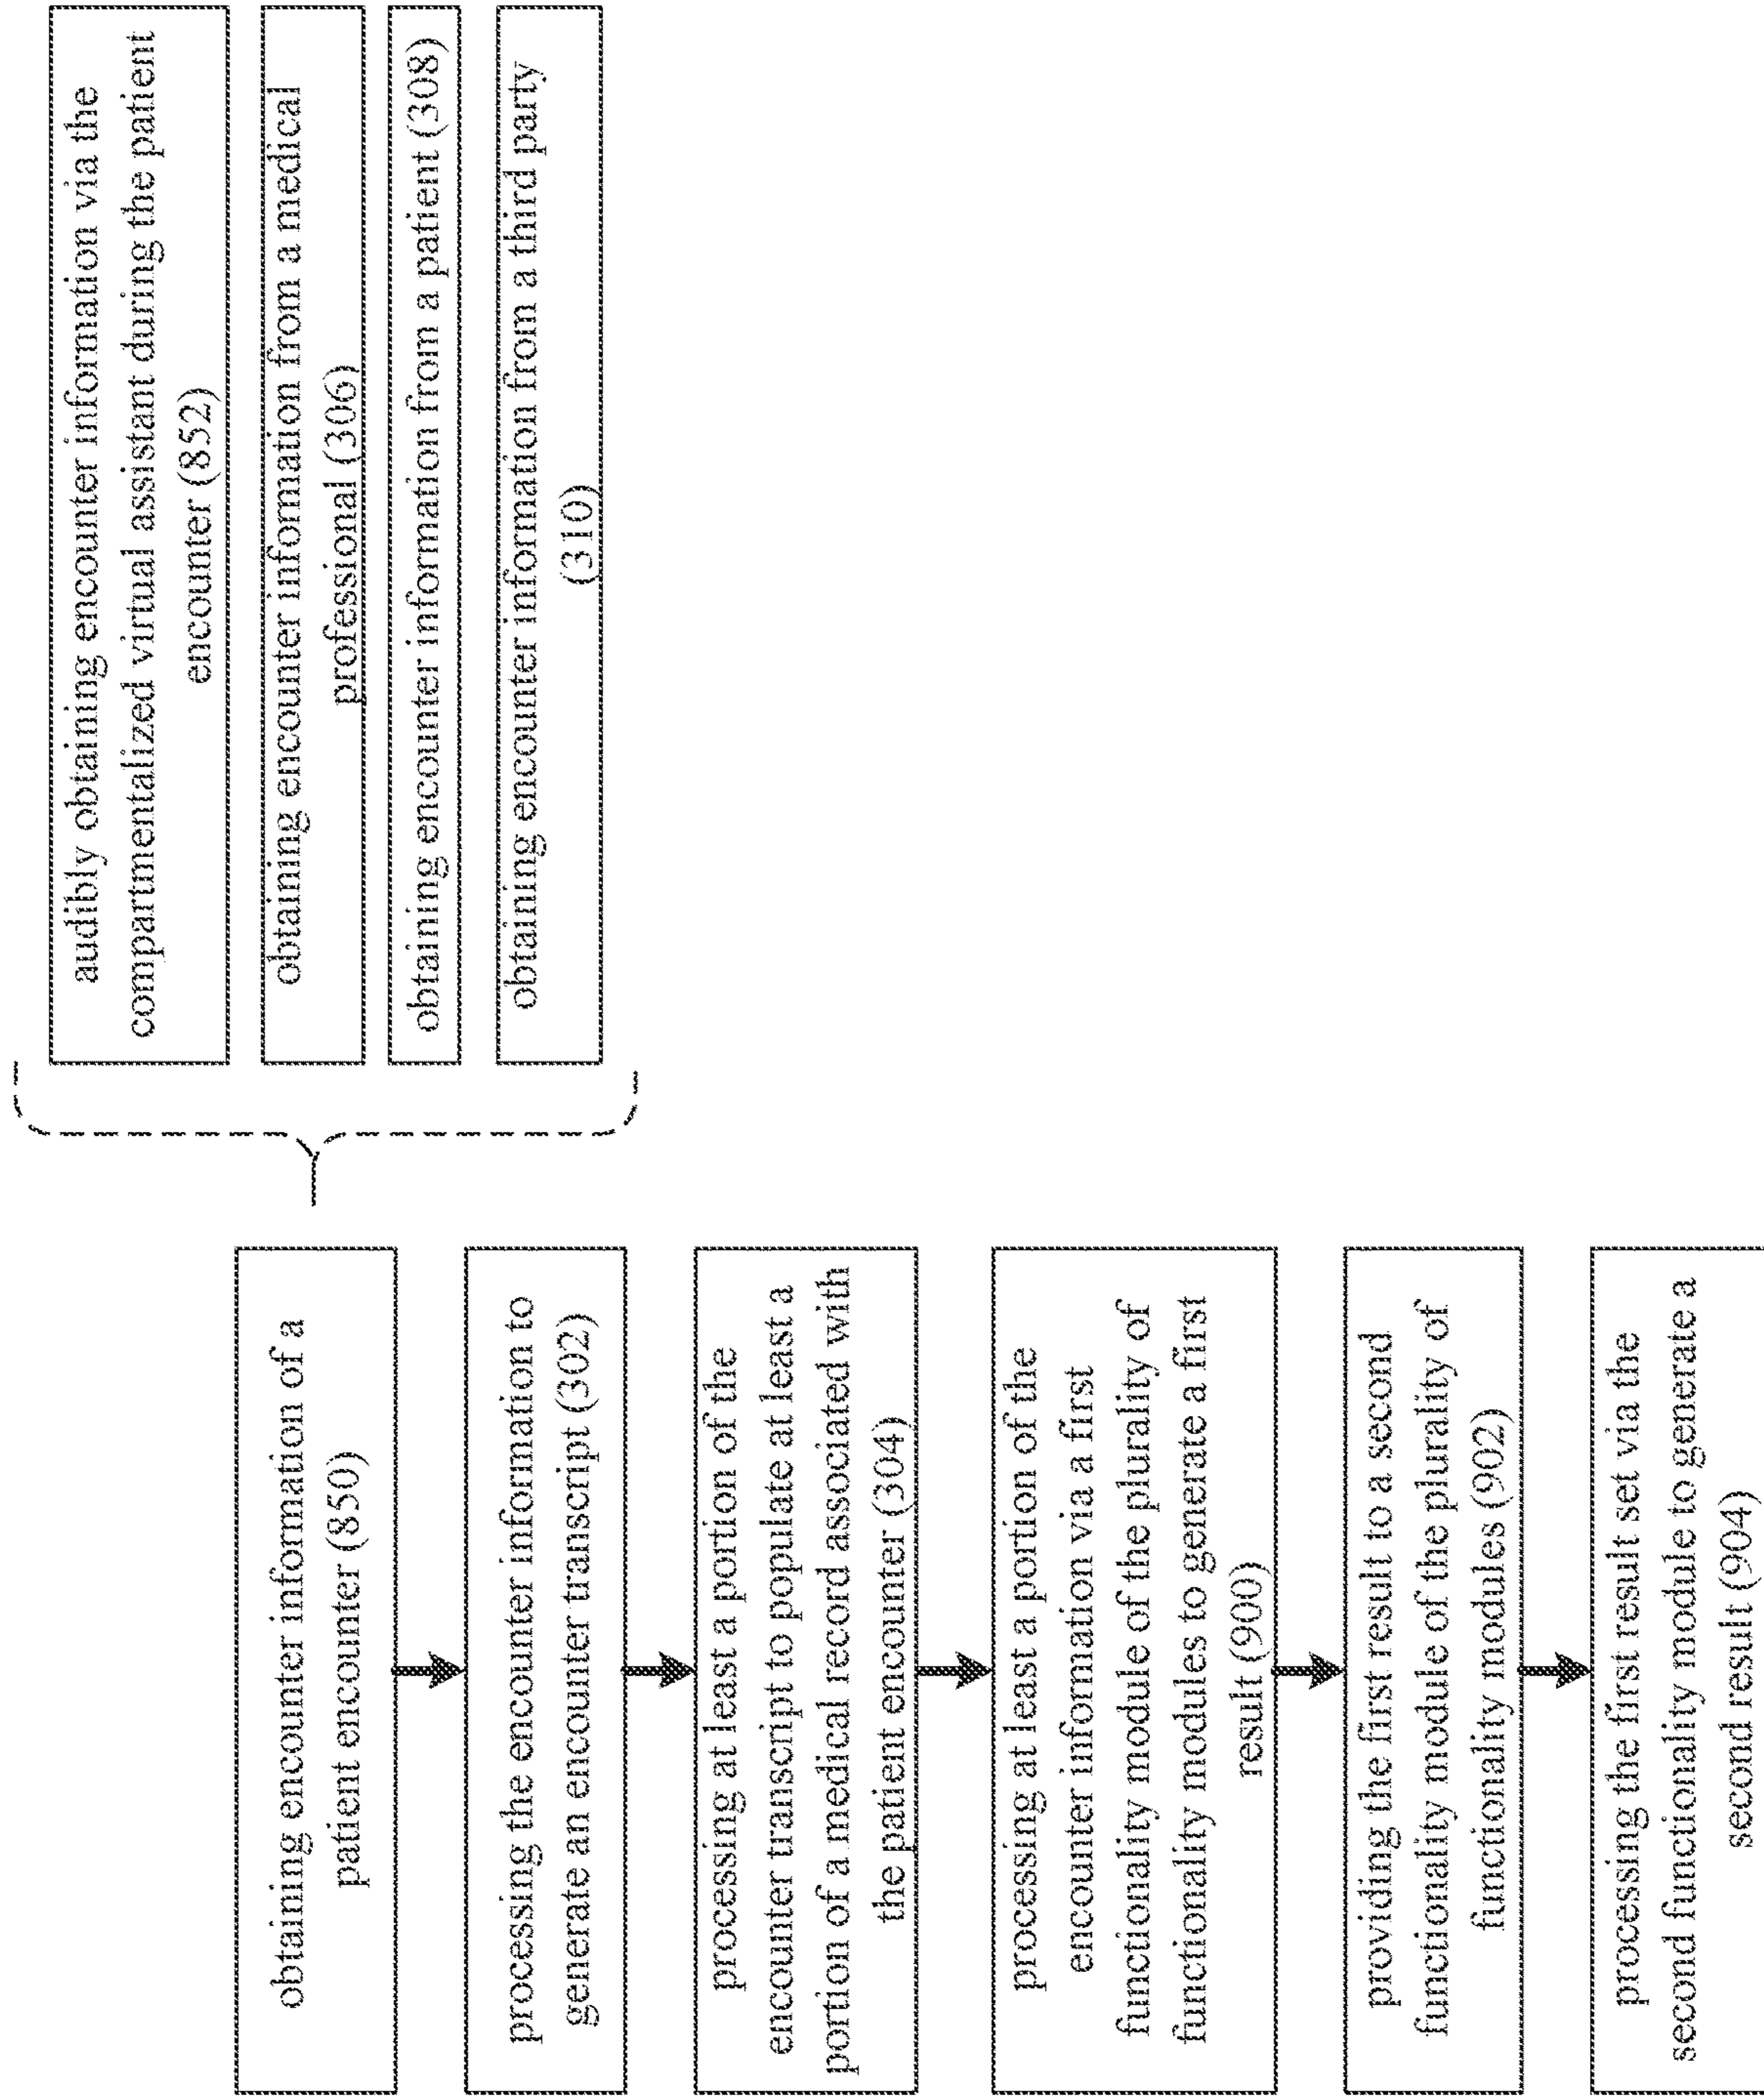 obtaining encounter information of a
patient encounter (850)
processing the encounter information to
generate an encounter transcript (302)
processing at least a portion of the
encounter transcript to populate at least a
portion of a medical record associated with
the patient encounter (304)
processing at least a portion of the
encounter information via a first
functionality module of the plurality of
functionality modules to generate a first
result (900)
providing the first result to a second
functionality module of the plurality of
functionality modules (902)
processing the first result set via the
second functionality module to generate a
second result (904)
audibly obtaining encounter information via the
compartmentalized virtual assistant during the patient
encounter (852)
obtaining encounter information from a medical
professional (306)
obtaining encounter information from a patient (308)
obtaining encounter information from a third party
(310)